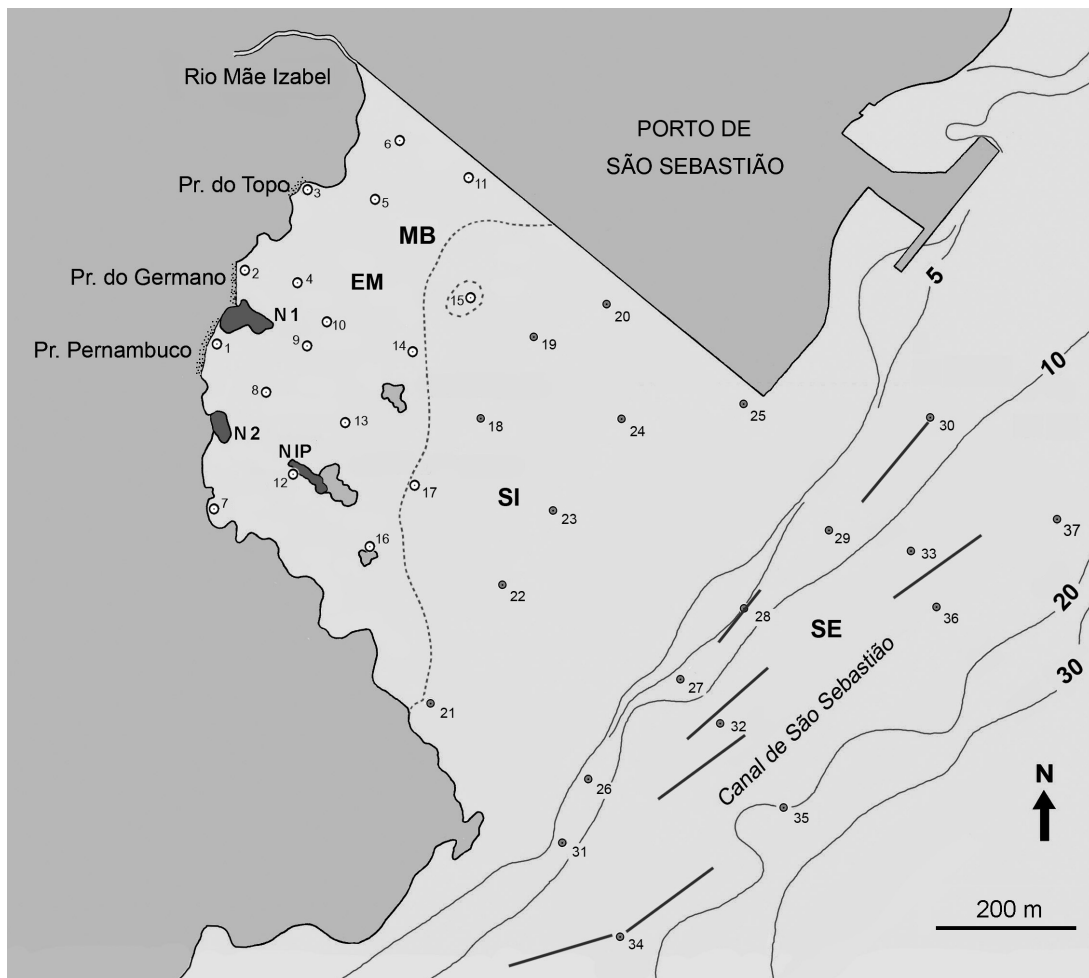 Rio Mãe Izabel
PORTO DE
SÃO SEBASTIÃO
6
11
Pr. do Topo
3
5
MB
5
Pr. do Germano
2
4
EM
15
N 1
10
20
Pr. Pernambuco
1
9
14
19
10
8
13
18
24
25
30
N 2
N IP
12
17
SI
7
23
29
37
16
33
22
28
36
20
SE
30
27
21
32
Canal de São Sebastião
26
N
35
31
200 m
34